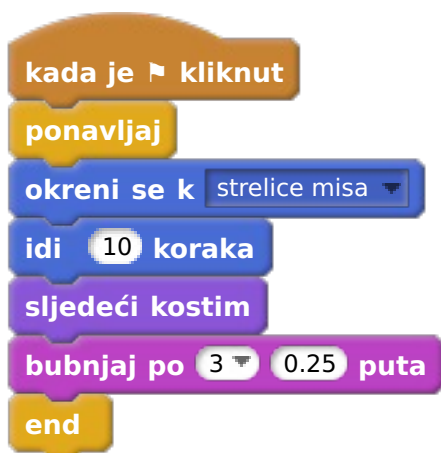 kada je ⚑ kliknut
ponavljaj
okreni se k strelice misa
idi 10 koraka
sljedeći kostim
bubnjaj po 3 0.25 puta
end